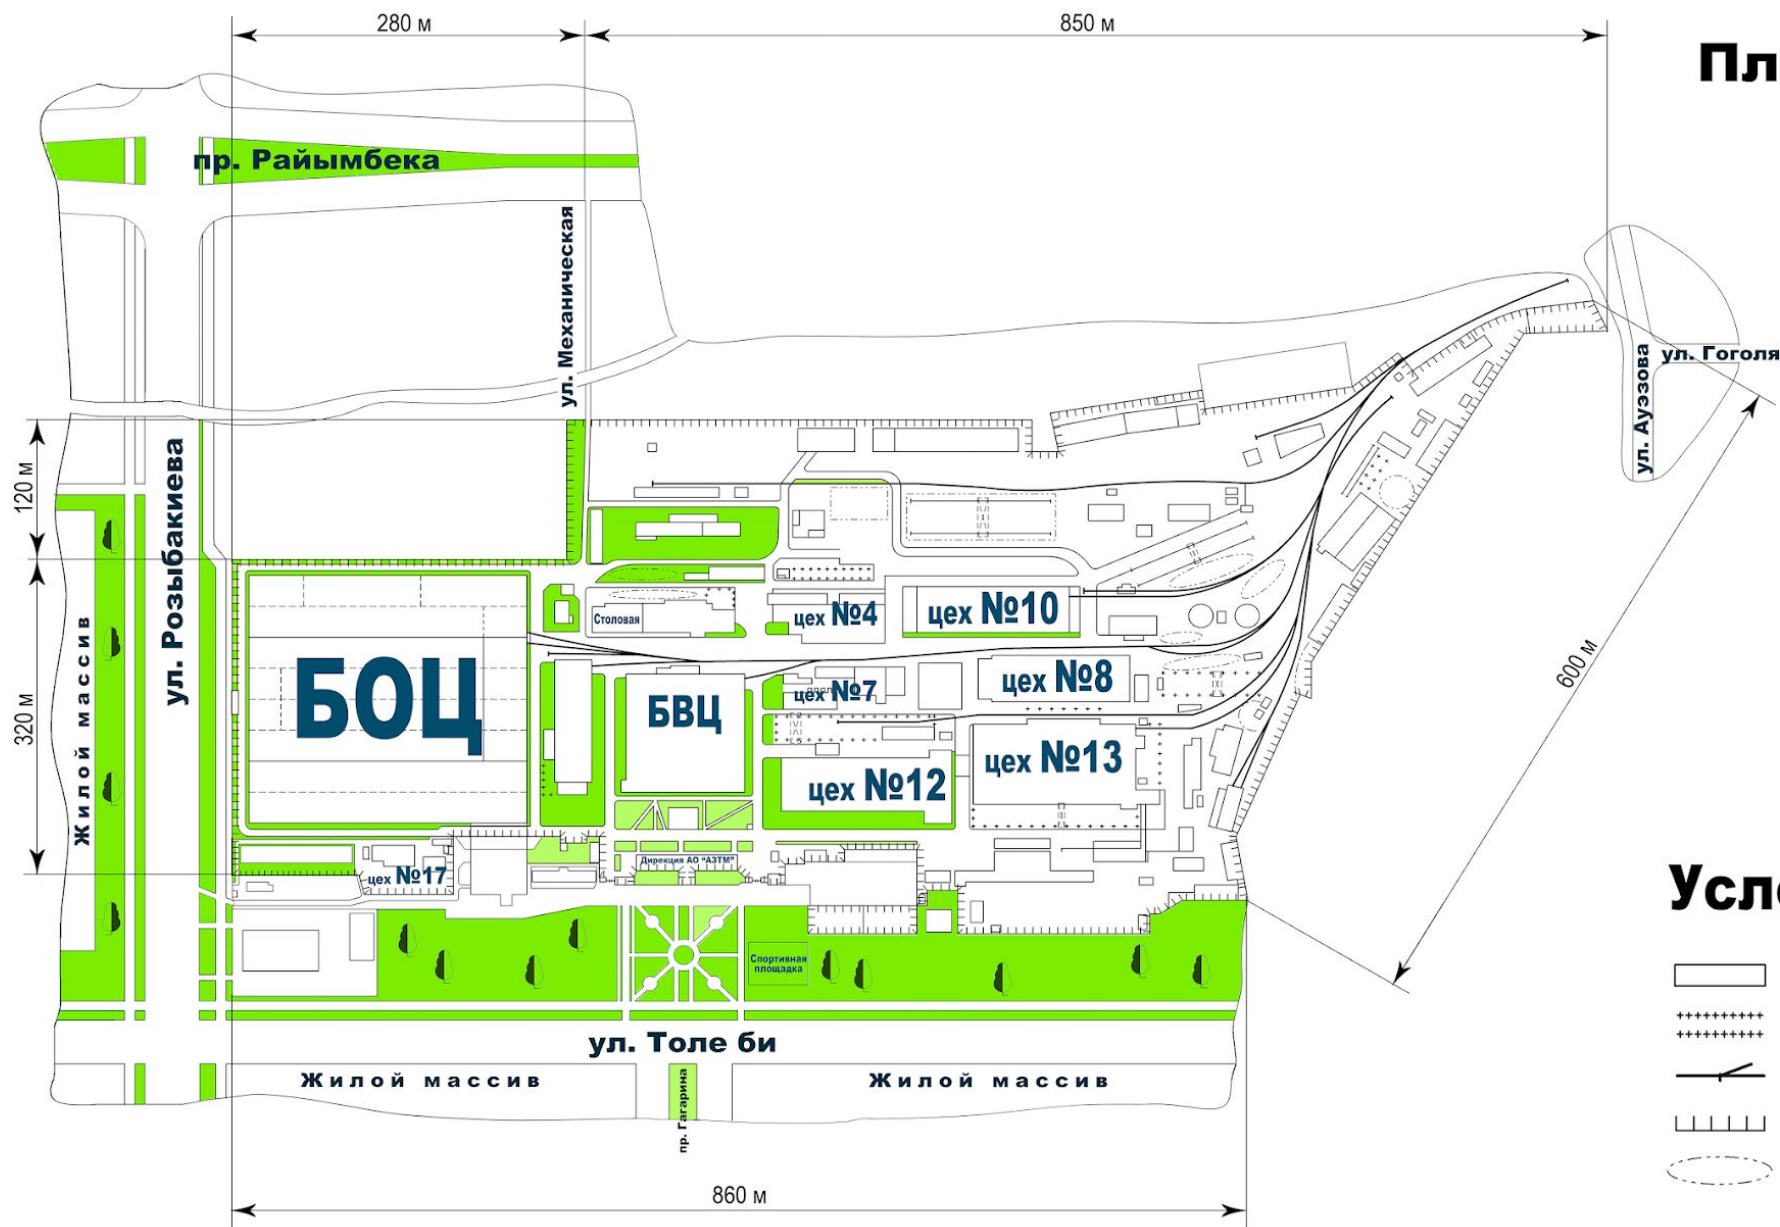 280 м
850 м
Пл
пр. Райымбека
ул. Механическая
ул. Гоголя
ул. Ауэзова
120 м
ул. Розыбакиева
320 м
Жилой массив
600 м
Столовая
цех №4
цех №10
БОЦ
БВЦ
цех №7
цех №8
цех №12
цех №13
Дирекция АО "АЗТМ"
цех №17
Усл
Спортивная
площадка
ул. Толе би
Жилой массив
Жилой массив
пр. Гагарина
860 м